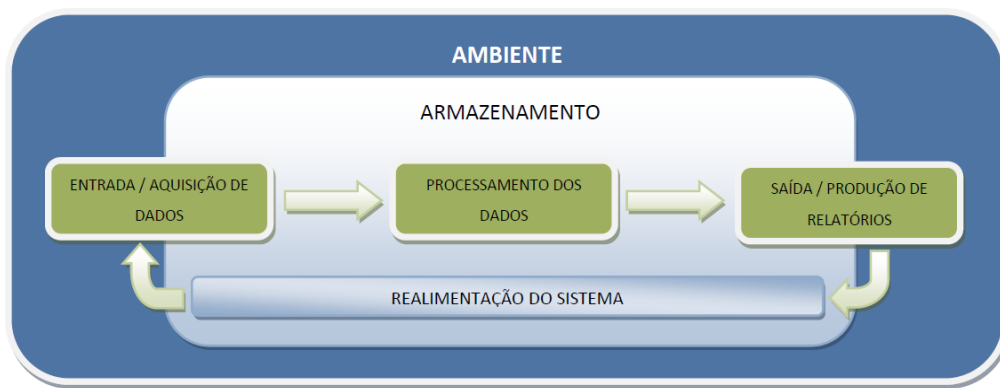 AMBIENTE
ARMAZENAMENTO
ENTRADA / AQUISIÇÃO DE
DADOS
PROCESSAMENTO DOS
DADOS
SAÍDA / PRODUÇÃO DE
RELATÓRIOS
REALIMENTAÇÃO DO SISTEMA